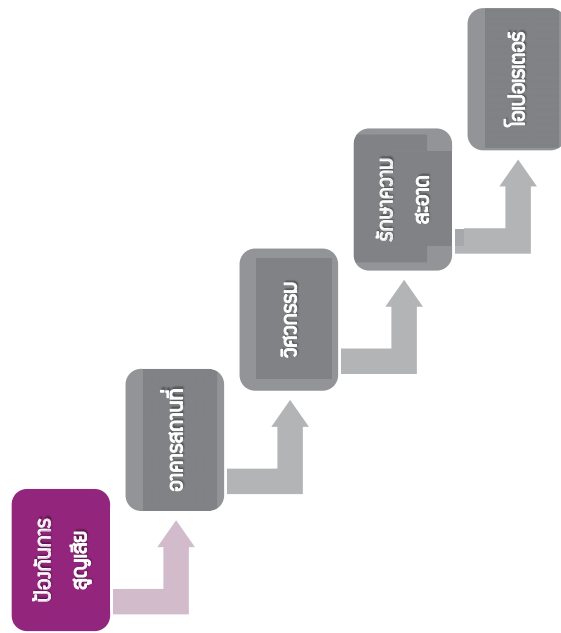 ป้องกันการ
สูญเสีย
อาคารสถานที่
วิศวกรรม
รักษาความ
สะอาด
โอเปอเรเตอร์